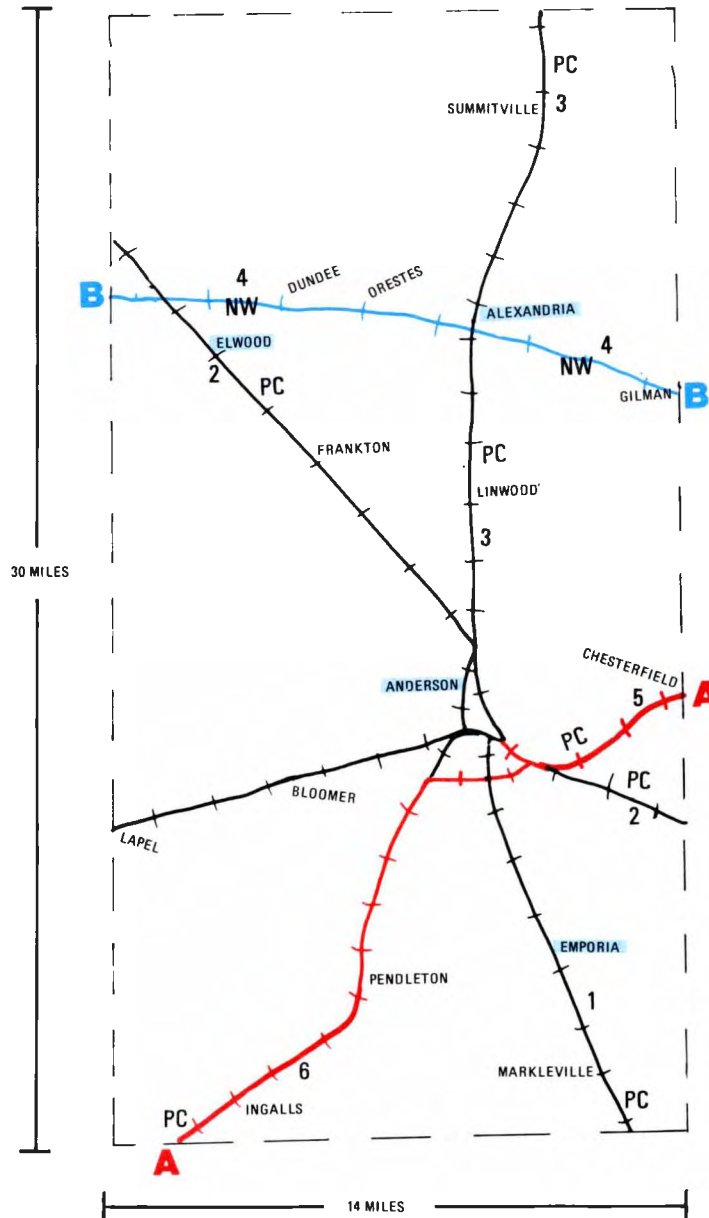 PC
SUMMITVILLE 3
4
DUNDEE
ORESTES
B
NW
ALEXANDRIA
ELWOOD
4
2
PC
NW
GILMAN
B
FRANKTON
PC
LINWOOD
3
30 MILES
CHESTERFIELD
ANDERSON
5
A
PC
PC
BLOOMER
2
LAPEL
EMPORIA
PENDLETON
1
6
MARKLEVILLE
PC
INGALLS
PC
A
14 MILES